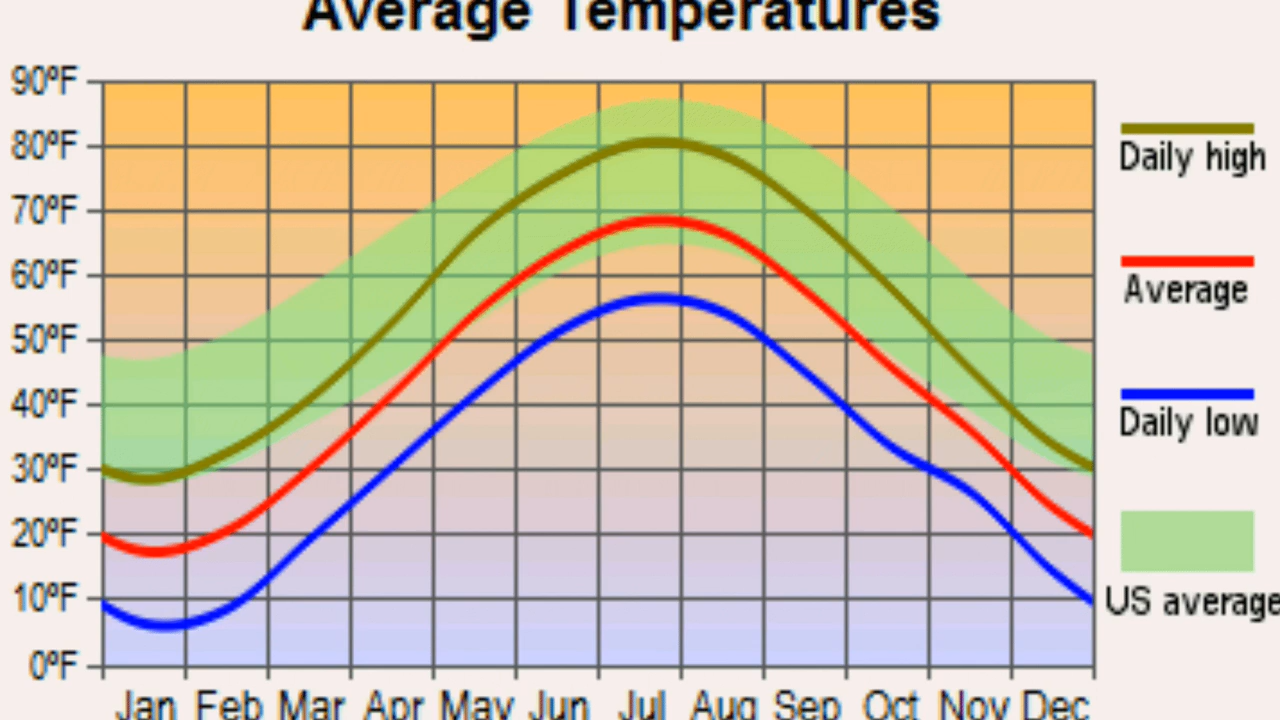 Average Temperatures
90ºF
80ºF
70ºF
60ºF
50ºF
40ºF
30ºF
20ºF
10ºF
0ºF
Jan Feb Mar Apr May Jun Jul Aug Sep Oct Nov Dec
Daily high
Average
Daily low
US average